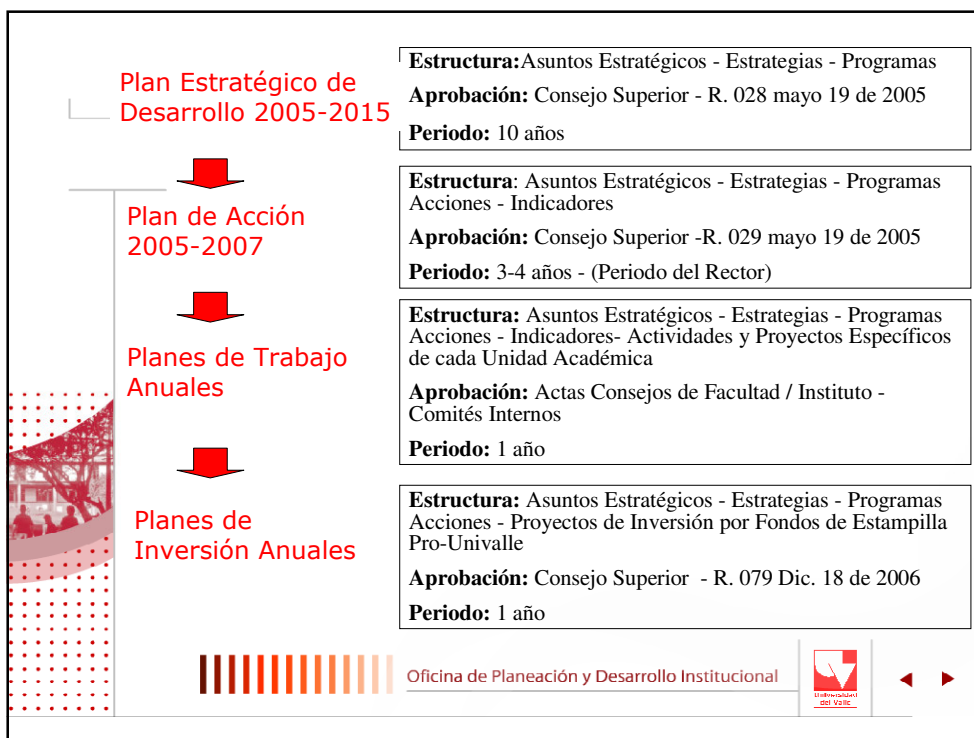 Plan Estratégico de
Desarrollo 2005-2015
Estructura:Asuntos Estratégicos - Estrategias - Programas
Aprobación: Consejo Superior - R. 028 mayo 19 de 2005
Periodo: 10 años
Plan de Acción
2005-2007
Estructura: Asuntos Estratégicos - Estrategias - Programas
Acciones - Indicadores
Aprobación: Consejo Superior -R. 029 mayo 19 de 2005
Periodo: 3-4 años - (Periodo del Rector)
Planes de Trabajo
Anuales
Estructura: Asuntos Estratégicos - Estrategias - Programas
Acciones - Indicadores- Actividades y Proyectos Específicos
de cada Unidad Académica
Aprobación: Actas Consejos de Facultad / Instituto -
Comités Internos
Periodo: 1 año
Planes de
Inversión Anuales
Estructura: Asuntos Estratégicos - Estrategias - Programas
Acciones - Proyectos de Inversión por Fondos de Estampilla
Pro-Univalle
Aprobación: Consejo Superior - R. 079 Dic. 18 de 2006
Periodo: 1 año
Oficina de Planeación y Desarrollo Institucional
Universidad
del Valle